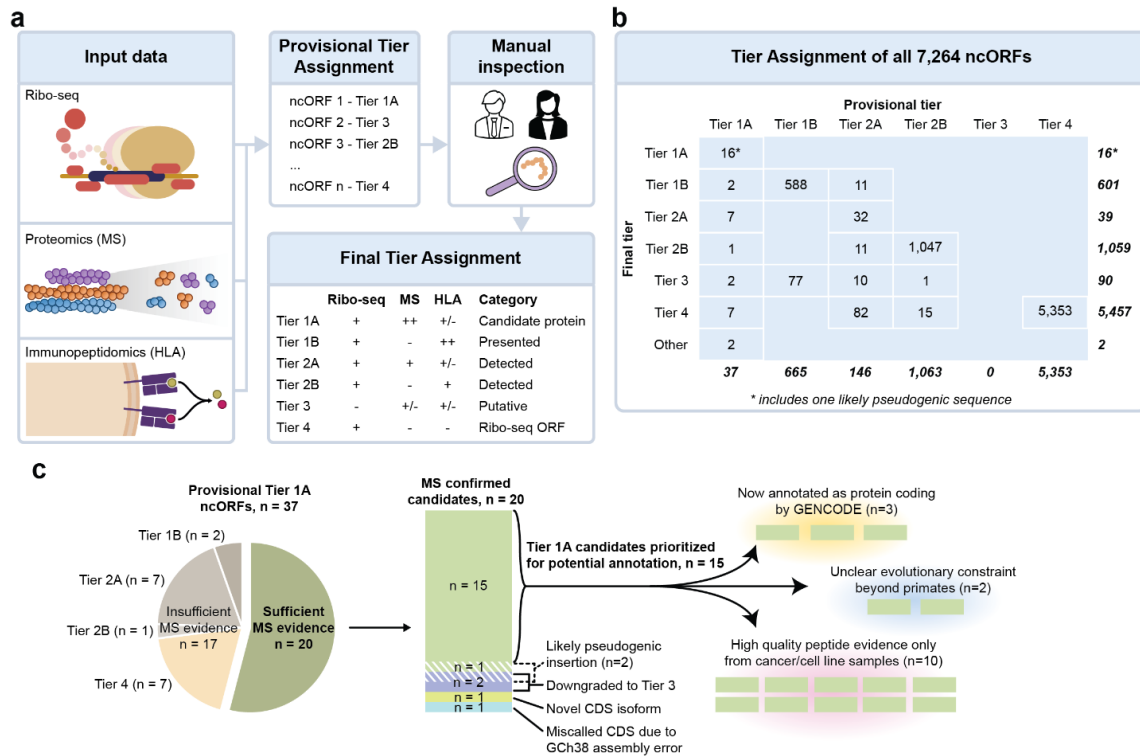 a
Input data
Ribo-seq
Proteomics (MS)
Immunopeptidomics (HLA)
Provisional Tier
Assignment
ncORF 1 - Tier 1A
ncORF 2 - Tier 3
ncORF 3 - Tier 2B
...
ncORF n - Tier 4
Manual
inspection
Final Tier Assignment
Ribo-seq MS HLA Category
Tier 1A + ++ +/- Candidate protein
Tier 1B + - ++ Presented
Tier 2A + + +/- Detected
Tier 2B + - + Detected
Tier 3 - +/- +/- Putative
Tier 4 + - - Ribo-seq ORF
b
Tier Assignment of all 7,264 ncORFs
Provisional tier
Tier 1A Tier 1B Tier 2A Tier 2B Tier 3 Tier 4
Final tier
Tier 1A 16* 16*
Tier 1B 2 588 11 601
Tier 2A 7 32 39
Tier 2B 1 11 1,047 1,059
Tier 3 2 77 10 1 90
Tier 4 7 82 15 5,353 5,457
Other 2 2
37 665 146 1,063 0 5,353
* includes one likely pseudogenic sequence
c
Provisional Tier 1A
ncORFs, n = 37
Tier 1B (n = 2)
Tier 2A (n = 7)
Tier 2B (n = 1)
Tier 4 (n = 7)
Insufficient
MS evidence
n = 17
Sufficient
MS evidence
n = 20
MS confirmed
candidates, n = 20
n = 15
n = 1
n = 2
n = 1
n = 1
Tier 1A candidates prioritized
for potential annotation, n = 15
Likely pseudogenic
insertion (n=2)
Downgraded to Tier 3
Novel CDS isoform
Miscalled CDS due to
GCh38 assembly error
Now annotated as protein coding
by GENCODE (n=3)
Unclear evolutionary constraint
beyond primates (n=2)
High quality peptide evidence only
from cancer/cell line samples (n=10)